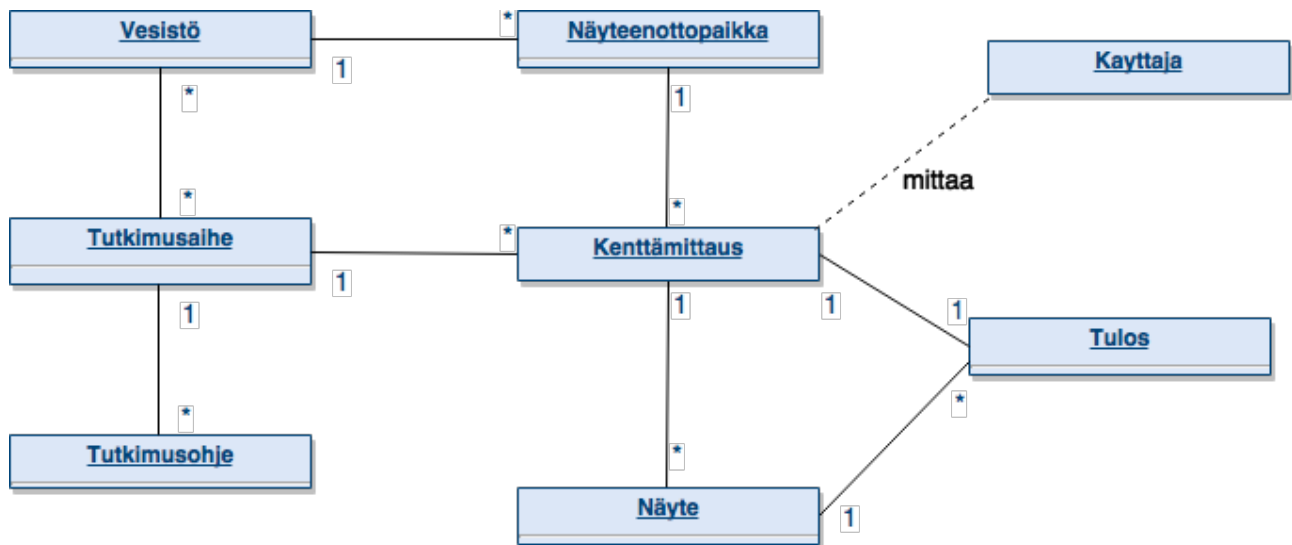 Vesistö
*
Näyteenottopaikka
1
Kayttaja
*
1
mittaa
*
*
Tutkimusaihe
*
Kenttämittaus
1
1
1
1
1
Tulos
*
*
Tutkimusohje
*
Näyte
1